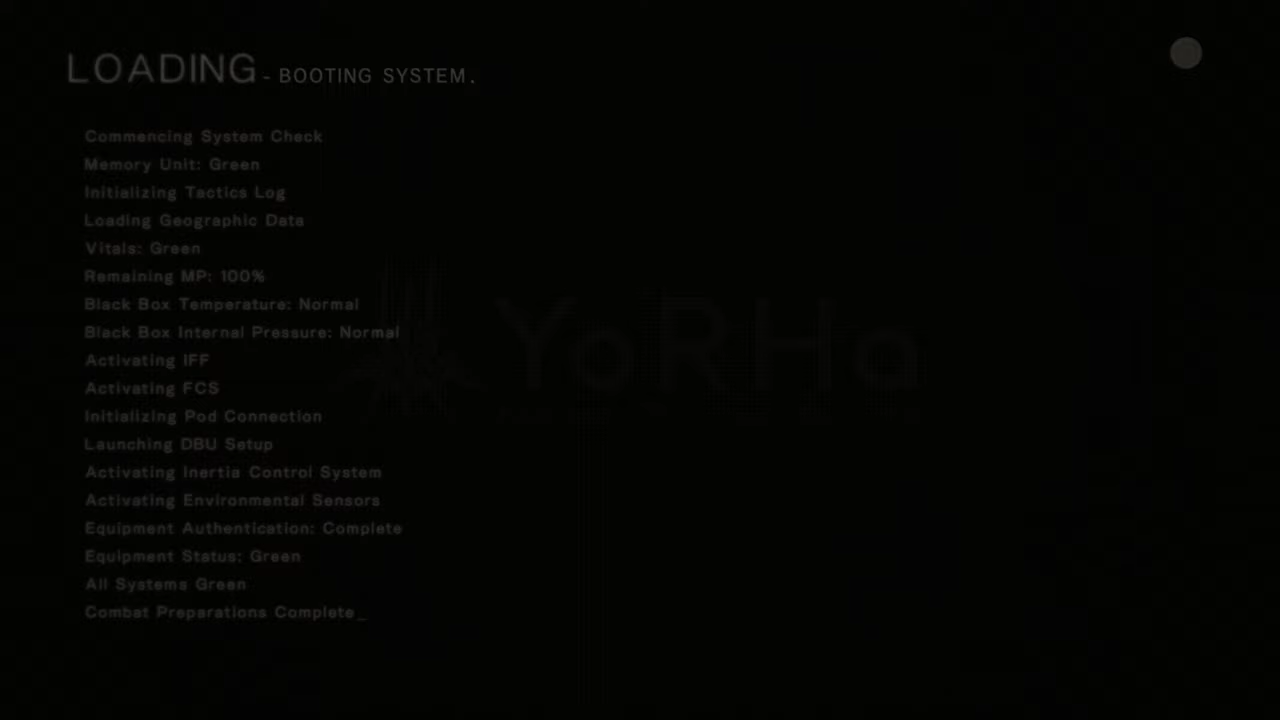 LOADING - BOOTING SYSTEM.
Commencing System Check
Memory Unit: Green
Initializing Tactics Log
Loading Geographic Data
Vitals: Green
Remaining MP: 100%
Black Box Temperature: Normal
Black Box Internal Pressure: Normal
YoRHa
Activating IFF
Activating FCS
Initializing Pod Connection
Launching DBU Setup
Activating Inertia Control System
Activating Environmental Sensors
Equipment Authentication: Complete
Equipment Status: Green
All Systems Green
Combat Preparations Complete_